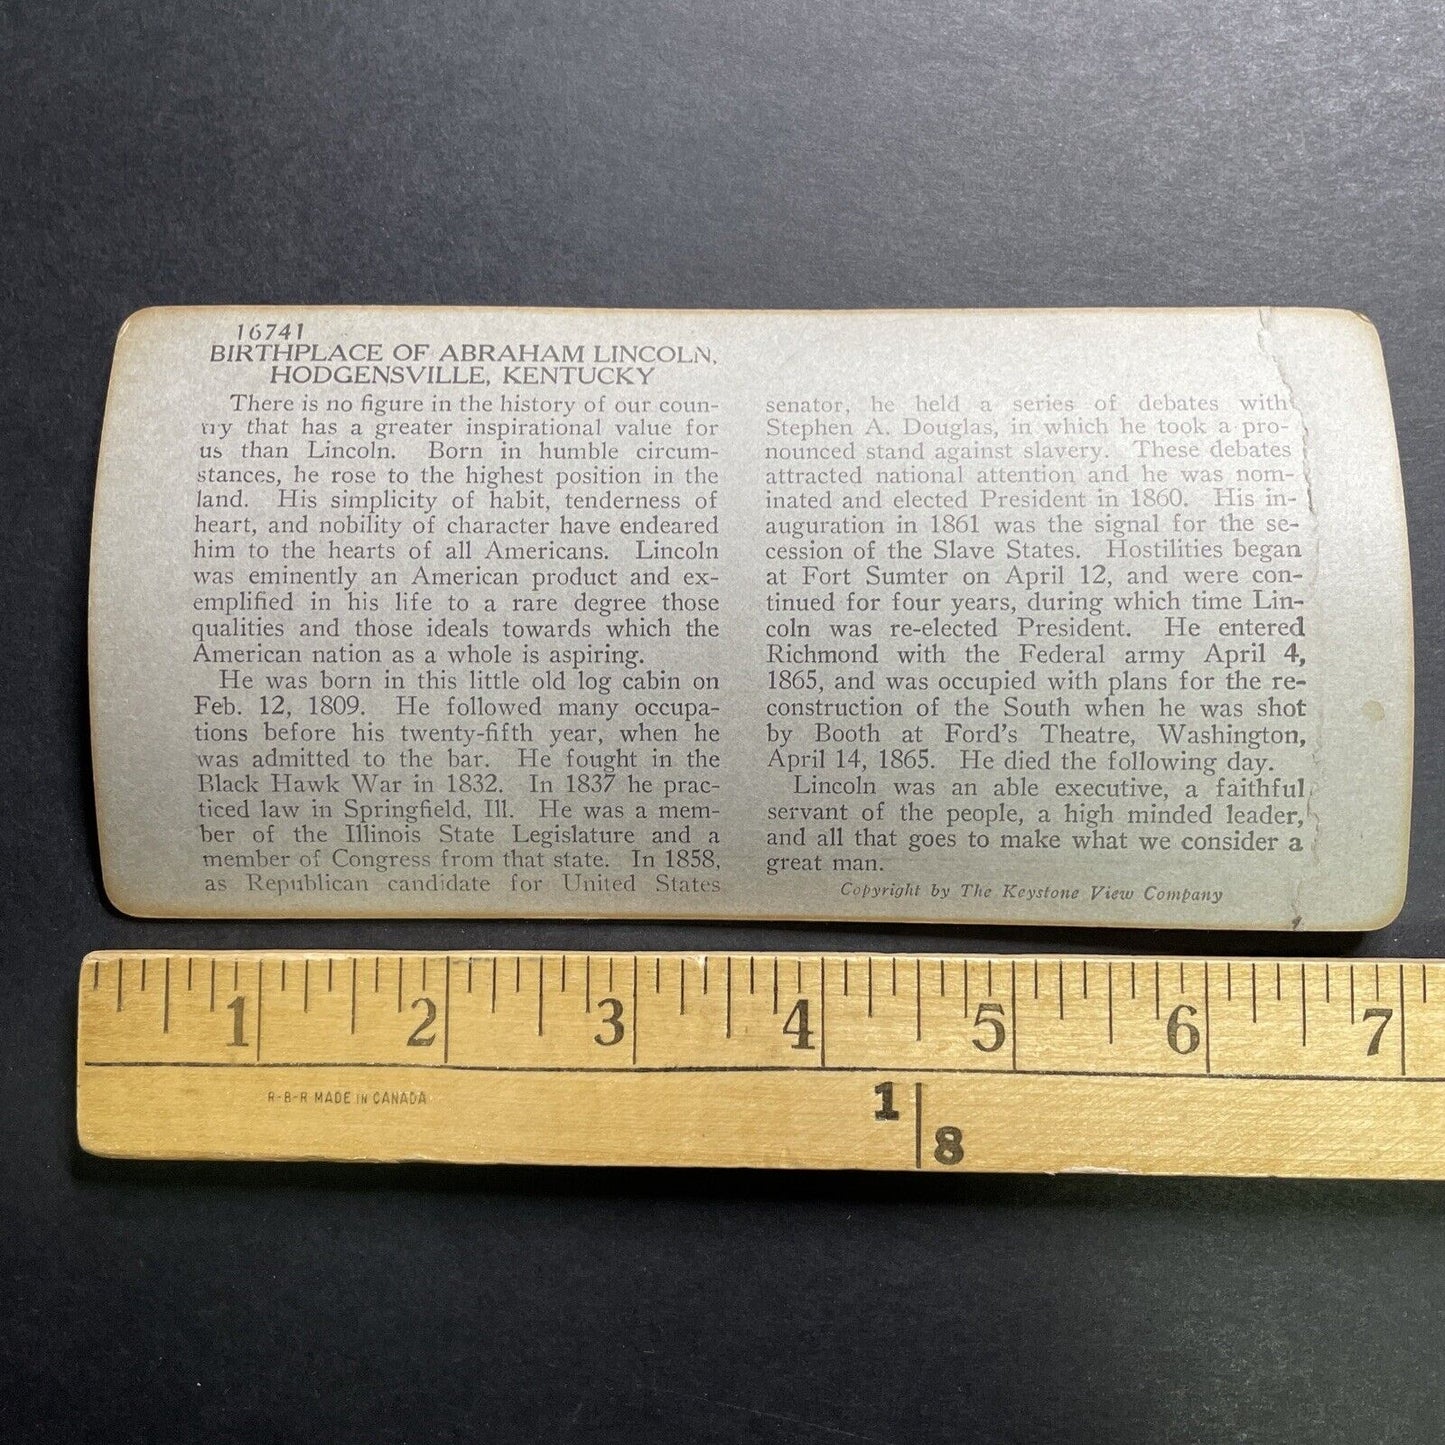 16741
BIRTHPLACE OF ABRAHAM LINCOLN,
HODGENSVILLE, KENTUCKY
There is no figure in the history of our coun-
try that has a greater inspirational value for
us than Lincoln. Born in humble circum-
stances, he rose to the highest position in the
land. His simplicity of habit, tenderness of
heart, and nobility of character have endeared
him to the hearts of all Americans. Lincoln
was eminently an American product and ex-
emplified in his life to a rare degree those
qualities and those ideals towards which the
American nation as a whole is aspiring.
He was born in this little old log cabin on
Feb. 12, 1809. He followed many occupa-
tions before his twenty-fifth year, when he
was admitted to the bar. He fought in the
Black Hawk War in 1832. In 1837 he prac-
ticed law in Springfield, Ill. He was a mem-
ber of the Illinois State Legislature and a
member of Congress from that state. In 1858,
as Republican candidate for United States
senator, he held a series of debates with
Stephen A. Douglas, in which he took a pro-
nounced stand against slavery. These debates
attracted national attention and he was nom-
inated and elected President in 1860. His in-
auguration in 1861 was the signal for the se-
cession of the Slave States. Hostilities began
at Fort Sumter on April 12, and were con-
tinued for four years, during which time Lin-
coln was re-elected President. He entered
Richmond with the Federal army April 4,
1865, and was occupied with plans for the re-
construction of the South when he was shot
by Booth at Ford's Theatre, Washington,
April 14, 1865. He died the following day.
Lincoln was an able executive, a faithful
servant of the people, a high minded leader,
and all that goes to make what we consider a
great man.
Copyright by The Keystone View Company
1 2 3 4 5 6 7
R-B-R MADE IN CANADA
1 8